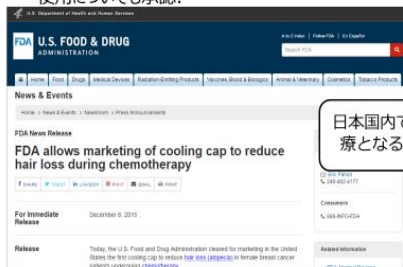 使用についても承認!
U.S. Department of Health and Human Services
FDA U.S. FOOD & DRUG
ADMINISTRATION
A to Z Index | Follow FDA | En Español
Search FDA
Home Food Drugs Medical Devices Radiation-Emitting Products Vaccines, Blood & Biologics Animal & Veterinary Cosmetics Tobacco Products
News & Events
Home > News & Events > Newsroom > Press Announcements
FDA News Release
FDA allows marketing of cooling cap to reduce
hair loss during chemotherapy
SHARE TWEET LINKEDIN PIN IT EMAIL PRINT
日本国内で
療となる
Consumers
888-INFO-FDA
For Immediate
Release
December 8, 2015
Release
Today, the U.S. Food and Drug Administration cleared for marketing in the United
States the first cooling cap to reduce hair loss (alopecia) in female breast cancer
patients undergoing chemotherapy.
Related Information